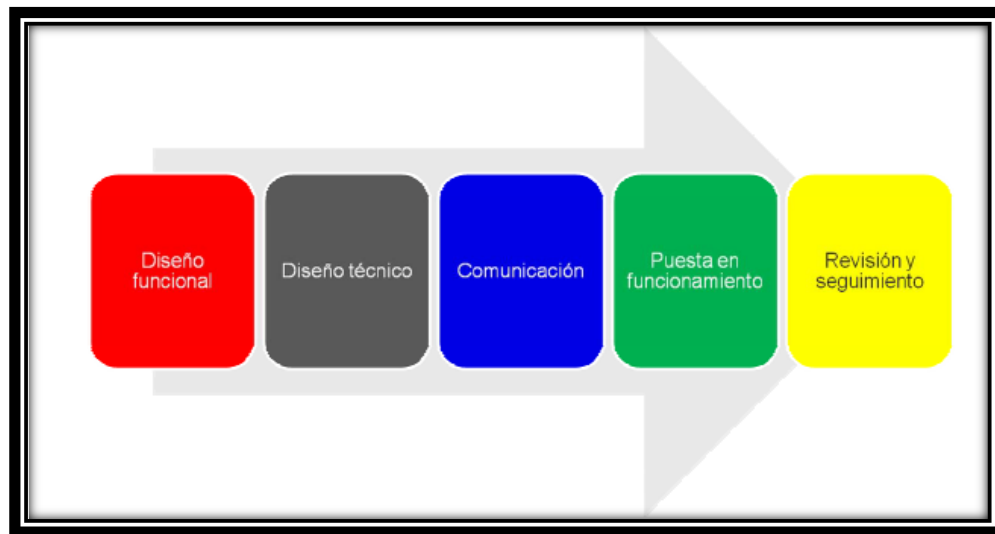 Diseño
funcional
Diseño técnico
Comunicación
Puesta en
funcionamiento
Revisión y
seguimiento